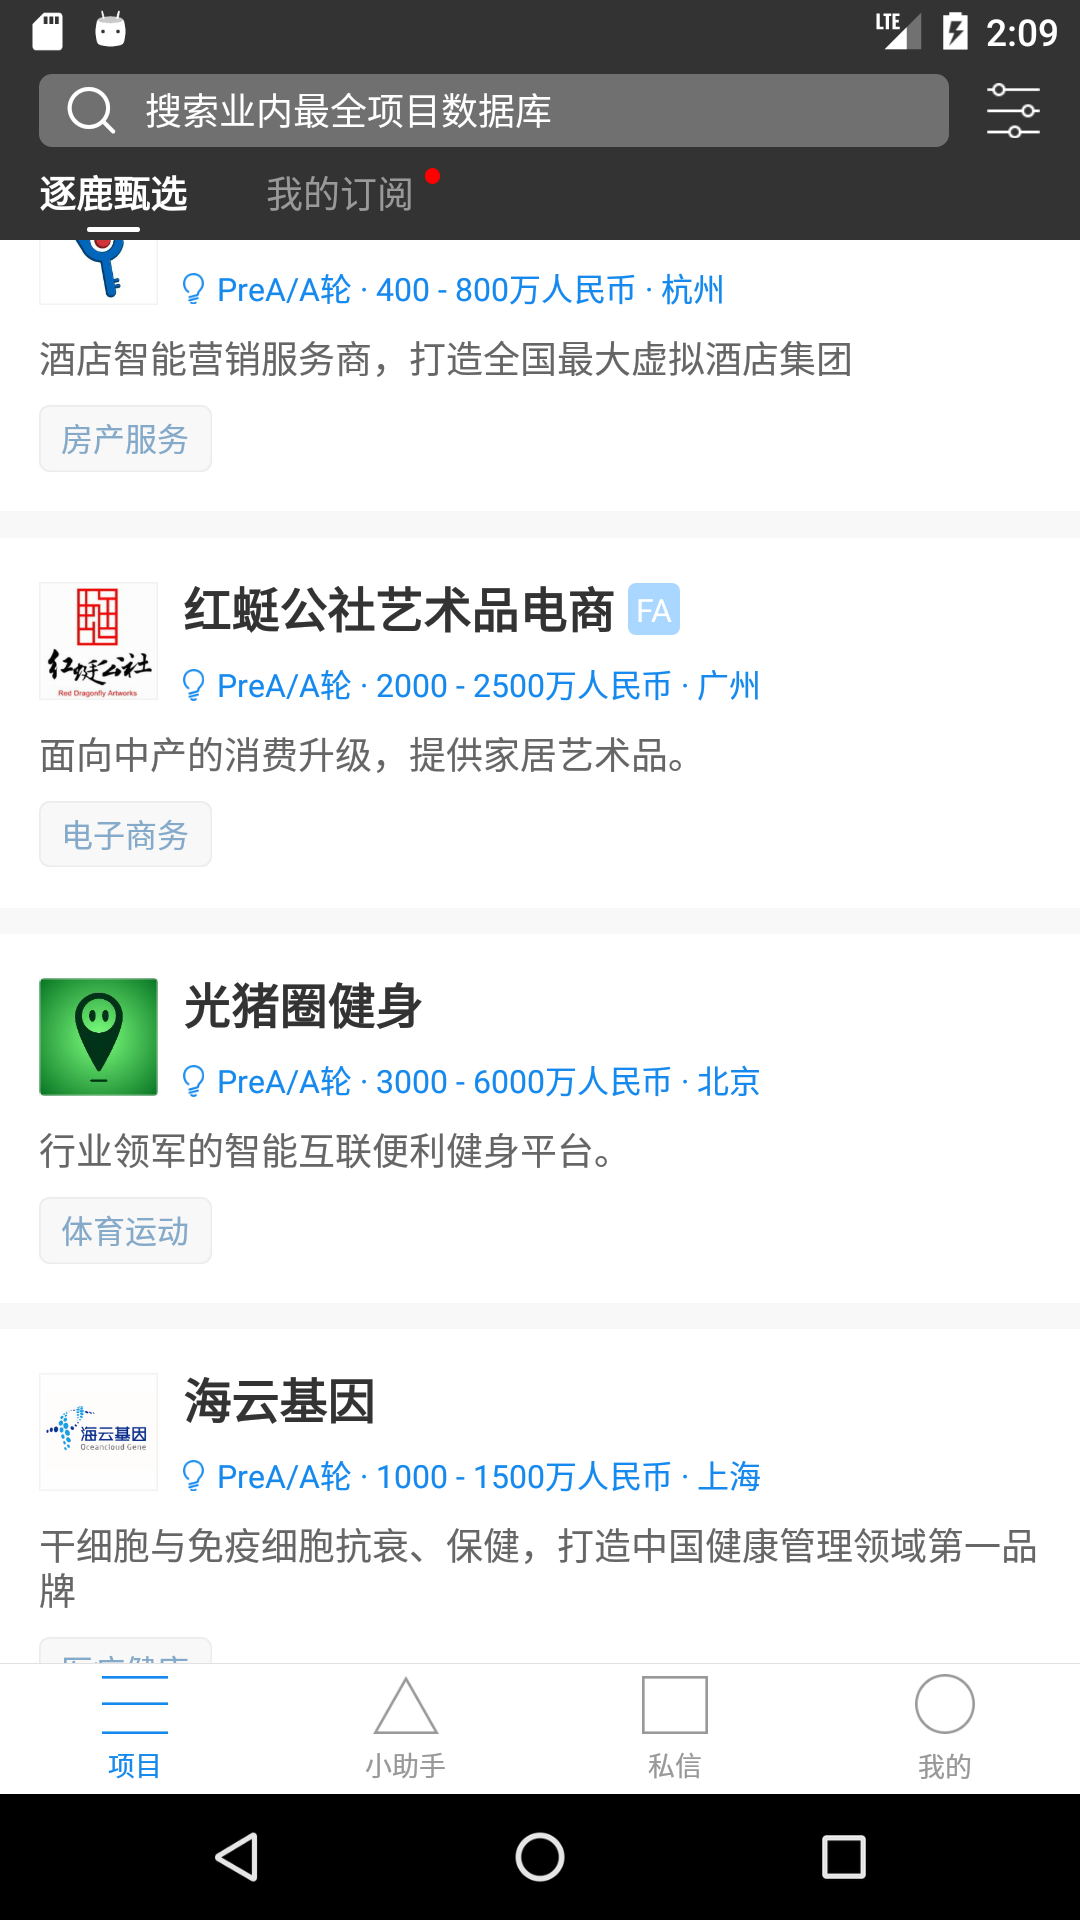 LTE 2:09
搜索业内最全项目数据库
逐鹿甄选 我的订阅
PreA/A轮 · 400 - 800万人民币 · 杭州
酒店智能营销服务商，打造全国最大虚拟酒店集团
房产服务
红蜓公社艺术品电商 FA
红蜓公社
Red Dragonfly Artworks
PreA/A轮 · 2000 - 2500万人民币 · 广州
面向中产的消费升级，提供家居艺术品。
电子商务
光猪圈健身
PreA/A轮 · 3000 - 6000万人民币 · 北京
行业领军的智能互联便利健身平台。
体育运动
海云基因
海云基因
Oceancloud Gene
PreA/A轮 · 1000 - 1500万人民币 · 上海
干细胞与免疫细胞抗衰、保健，打造中国健康管理领域第一品
牌
医疗健康
项目 小助手 私信 我的